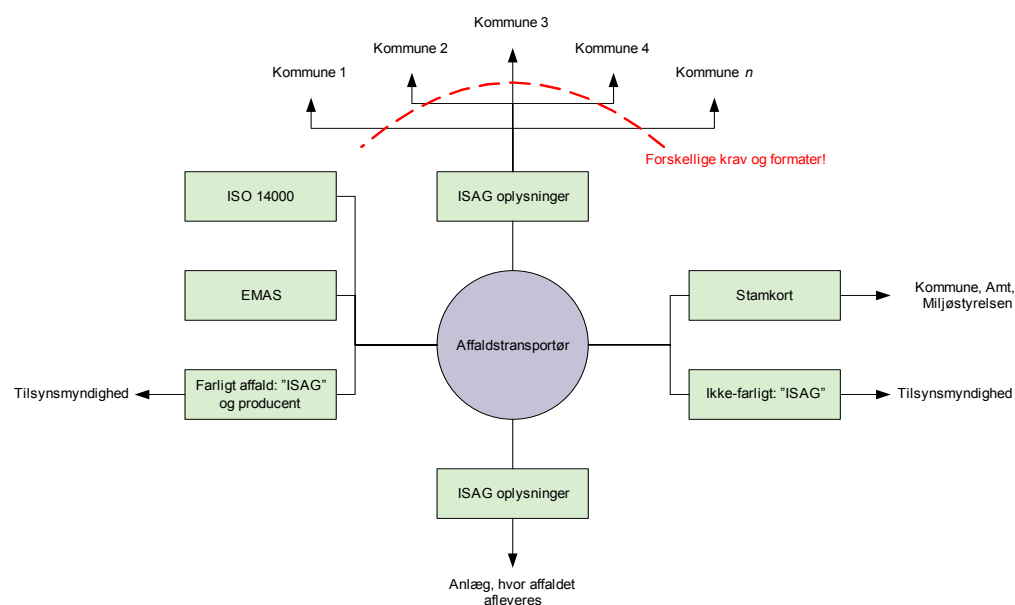 Kommune 3
Kommune 2
Kommune 4
Kommune 1
Kommune n
Forskellige krav og formater!
ISO 14000
ISAG oplysninger
EMAS
Stamkort
Kommune, Amt,
Miljøstyrelsen
Affaldstransportør
Tilsynsmyndighed
Farligt affald: ”ISAG”
og producent
Ikke-farligt: ”ISAG”
Tilsynsmyndighed
ISAG oplysninger
Anlæg, hvor affaldet
afleveres